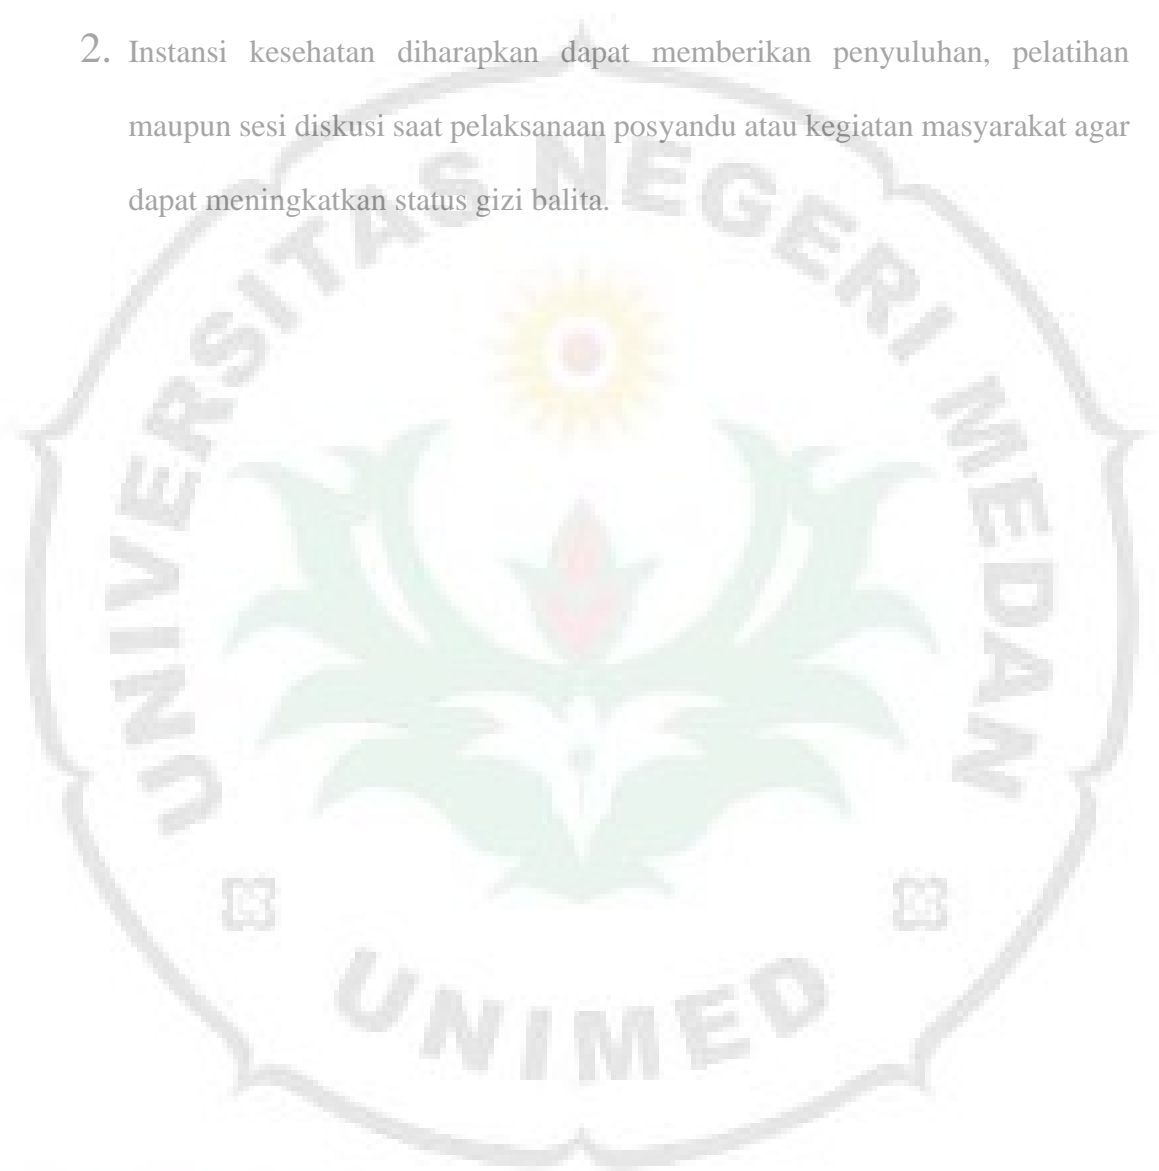 2. Instansi kesehatan diharapkan dapat memberikan penyuluhan, pelatihan
maupun sesi diskusi saat pelaksanaan posyandu atau kegiatan masyarakat agar
dapat meningkatkan status gizi balita.
UNIVERSITAS NEGERI MEDAN
UNIMED